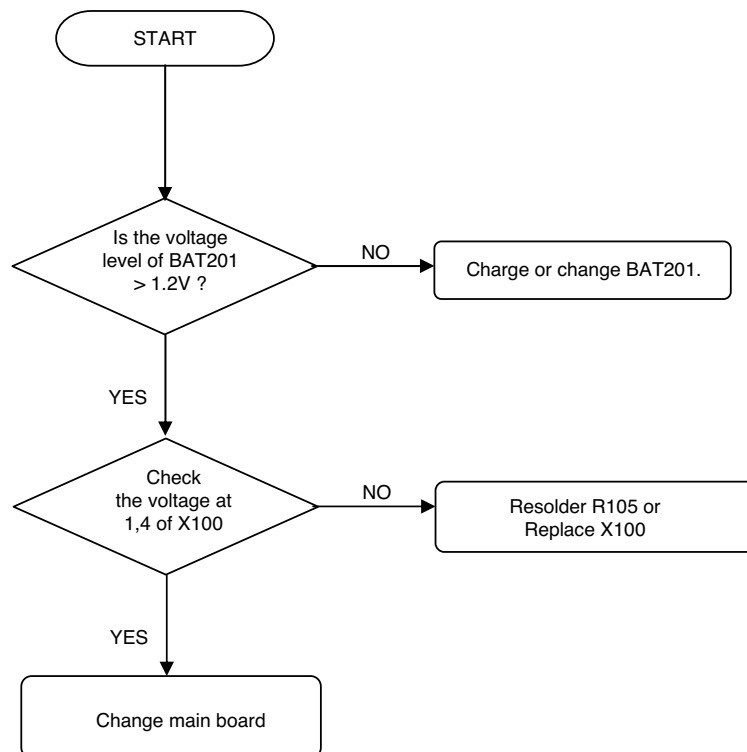 START
Is the voltage
level of BAT201
> 1.2V ?
NO
Charge or change BAT201.
YES
Check
the voltage at
1,4 of X100
NO
Resolder R105 or
Replace X100
YES
Change main board